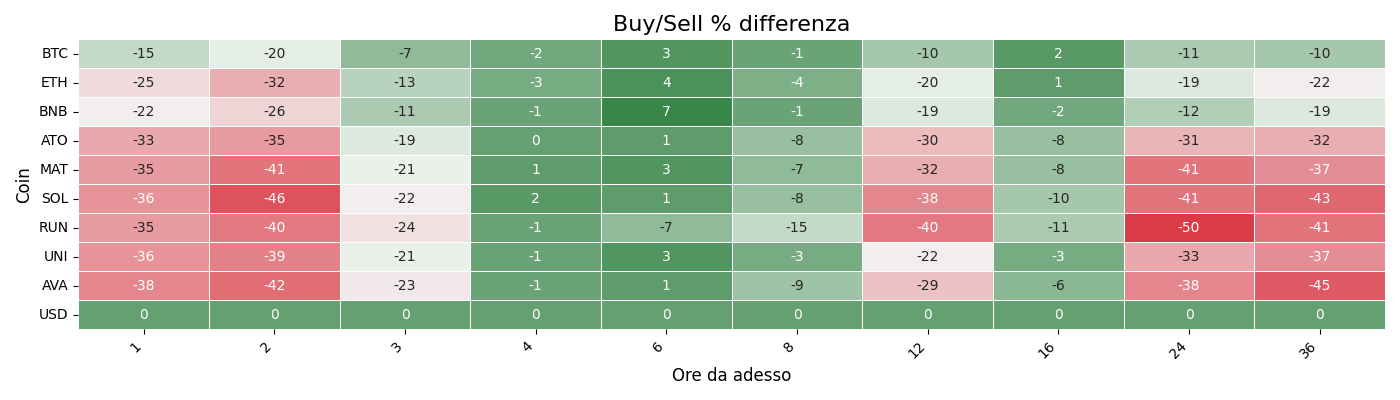 Buy/Sell % differenza
BTC -15 -20 -7 -2 3 -1 -10 2 -11 -10
ETH -25 -32 -13 -3 4 -4 -20 1 -19 -22
BNB -22 -26 -11 -1 7 -1 -19 -2 -12 -19
ATO -33 -35 -19 0 1 -8 -30 -8 -31 -32
MAT -35 -41 -21 1 3 -7 -32 -8 -41 -37
SOL -36 -46 -22 2 1 -8 -38 -10 -41 -43
RUN -35 -40 -24 -1 -7 -15 -40 -11 -50 -41
UNI -36 -39 -21 -1 3 -3 -22 -3 -33 -37
AVA -38 -42 -23 -1 1 -9 -29 -6 -38 -45
USD 0 0 0 0 0 0 0 0 0 0
1 2 3 4 6 8 12 16 24 36
Ore da adesso
Coin